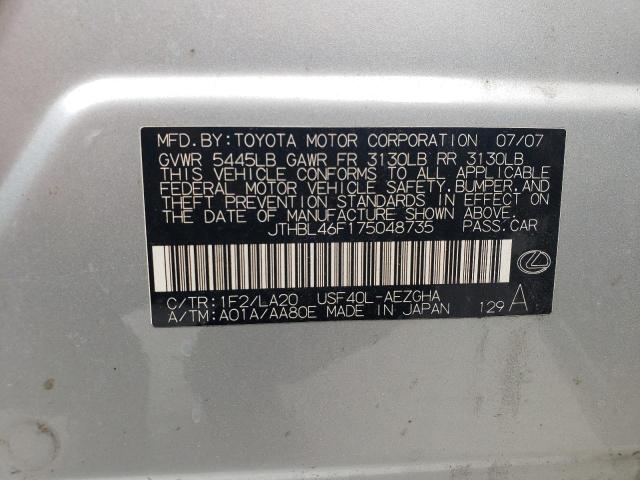 MFD.BY:TOYOTA MOTOR CORPORATION 07/07
GVWR 5445LB GAWR FR 3130LB RR 3130LB
THIS VEHICLE CONFORMS TO ALL APPLICABLE
FEDERAL MOTOR VEHICLE SAFETY,BUMPER,AND
THEFT PREVENTION STANDARDS IN EFFECT ON
THE DATE OF MANUFACTURE SHOWN ABOVE.
JTHBL46F175048735 PASS.CAR
C/TR:1F2/LA20 USF40L-AEZGHA
A/TM:A01A/AA80E MADE IN JAPAN 129 A